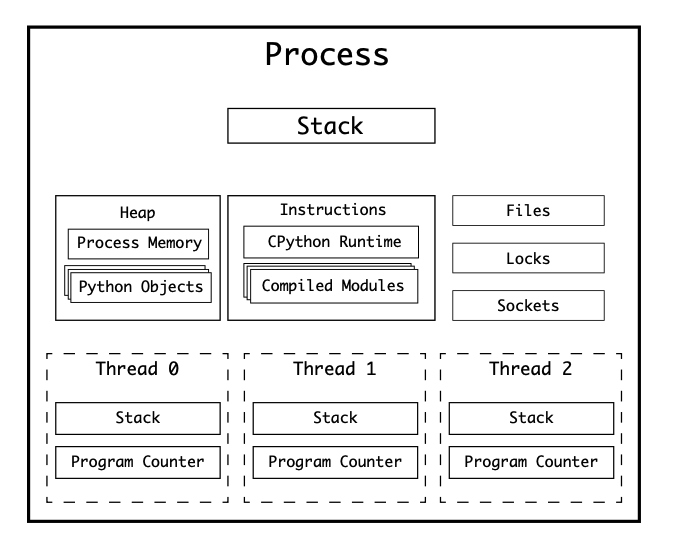 Process
Stack
Heap
Process Memory
Python Objects
Instructions
CPython Runtime
Compiled Modules
Files
Locks
Sockets
Thread 0
Stack
Program Counter
Thread 1
Stack
Program Counter
Thread 2
Stack
Program Counter